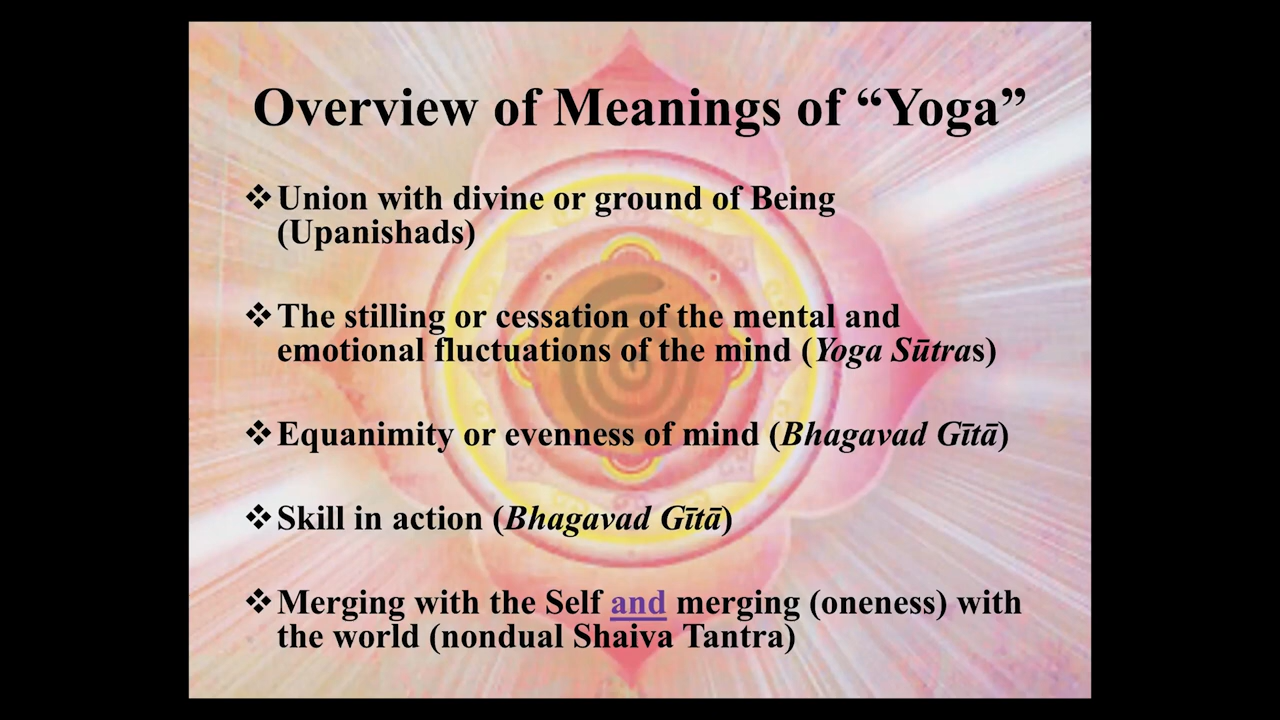 Overview of Meanings of “Yoga”
❖Union with divine or ground of Being
(Upanishads)
❖The stilling or cessation of the mental and
emotional fluctuations of the mind (Yoga Sūtras)
❖Equanimity or evenness of mind (Bhagavad Gītā)
❖Skill in action (Bhagavad Gītā)
❖Merging with the Self and merging (oneness) with
the world (nondual Shaiva Tantra)